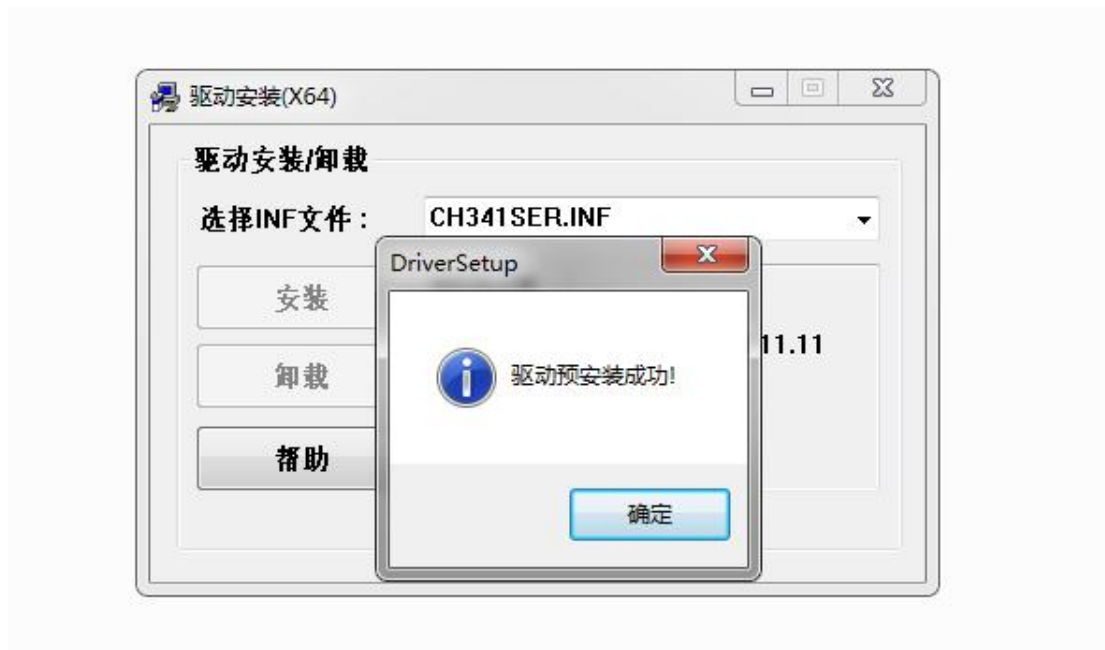 驱动安装(X64)
驱动安装/卸载
选择INF文件：
CH341SER.INF
DriverSetup
安装
11.11
驱动预安装成功!
卸载
帮助
确定